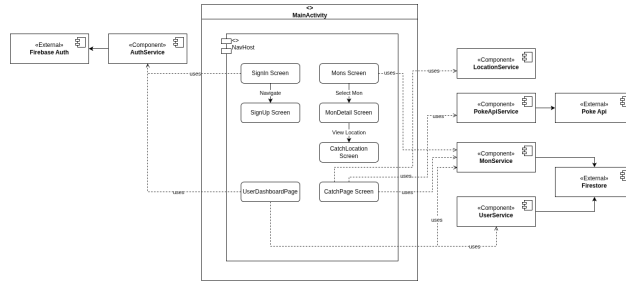 <>
MainActivity
<>
NavHost
«External»
Firebase Auth
«Component»
AuthService
SignIn Screen
Navigate
SignUp Screen
UserDashboardPage
Mons Screen
Select Mon
MonDetail Screen
View Location
CatchLocation
Screen
CatchPage Screen
«Component»
LocationService
«Component»
PokeApiService
«External»
Poke Api
«Component»
MonService
«External»
Firestore
«Component»
UserService
uses
uses
uses
uses
uses
uses
uses
uses
uses